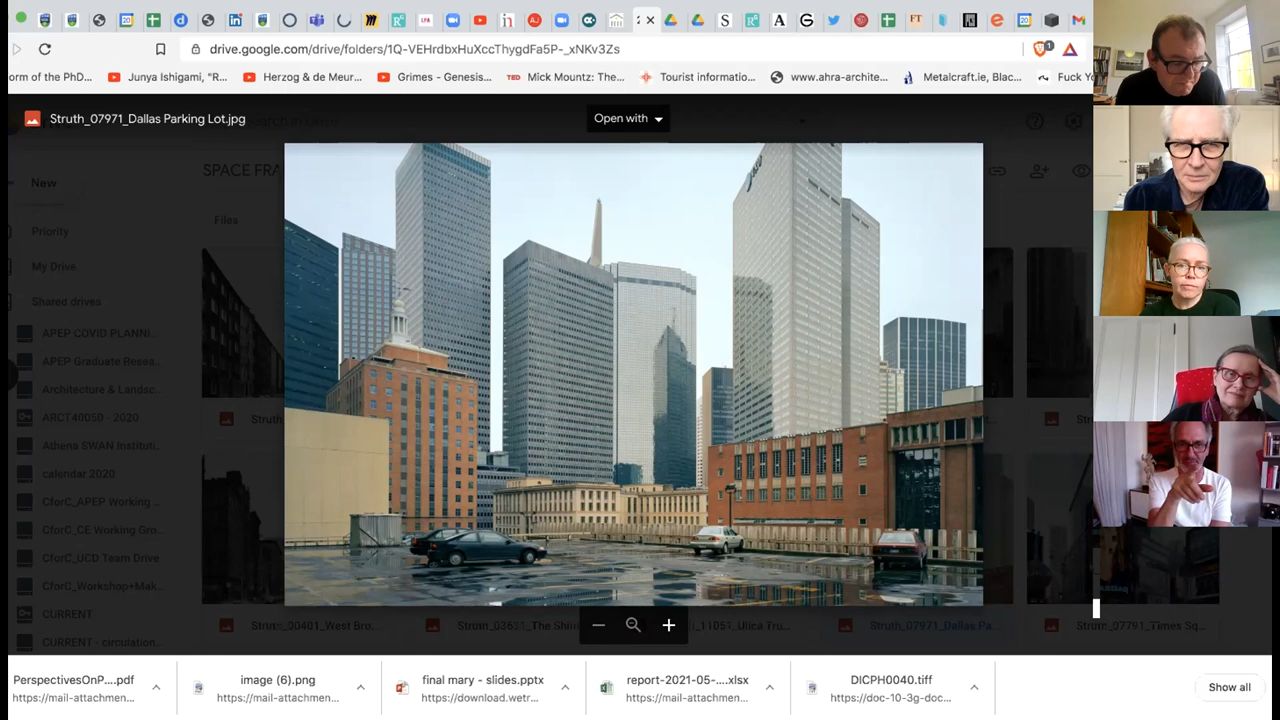 drive.google.com/drive/folders/1Q-VEHrdbxHuXccThygdFa5P-_xNKv3Zs
orm of the PhD...
Junya Ishigami, "R...
Herzog & de Meur...
Grimes - Genesis...
TED Mick Mountz: The...
Tourist informatio...
www.ahra-archite...
Metalcraft.ie, Blac...
Fuck Yo
Struth_07971_Dallas Parking Lot.jpg
Open with
SPACE FRA
New
Files
Priority
My Drive
Shared drives
APEP COVID PLANNI...
APEP Graduate Resea...
Architecture & Landsc...
ARCT40050 - 2020
Athena SWAN Instituti...
calendar 2020
CforC_APEP Working ...
CforC_CE Working Gro...
CforC_UCD Team Drive
CforC_Workshop+Mak...
CURRENT
CURRENT - circulation...
Struth_00401_West Bro...
Struth_07971_Dallas Pa...
Struth_07791_Times Sq...
PerspectivesOnP....pdf
https://mail-attachmen...
image (6).png
https://mail-attachmen...
final mary - slides.pptx
https://download.wetr...
report-2021-05-....xlsx
https://mail-attachmen...
DICPH0040.tiff
https://doc-10-3g-doc...
Show all